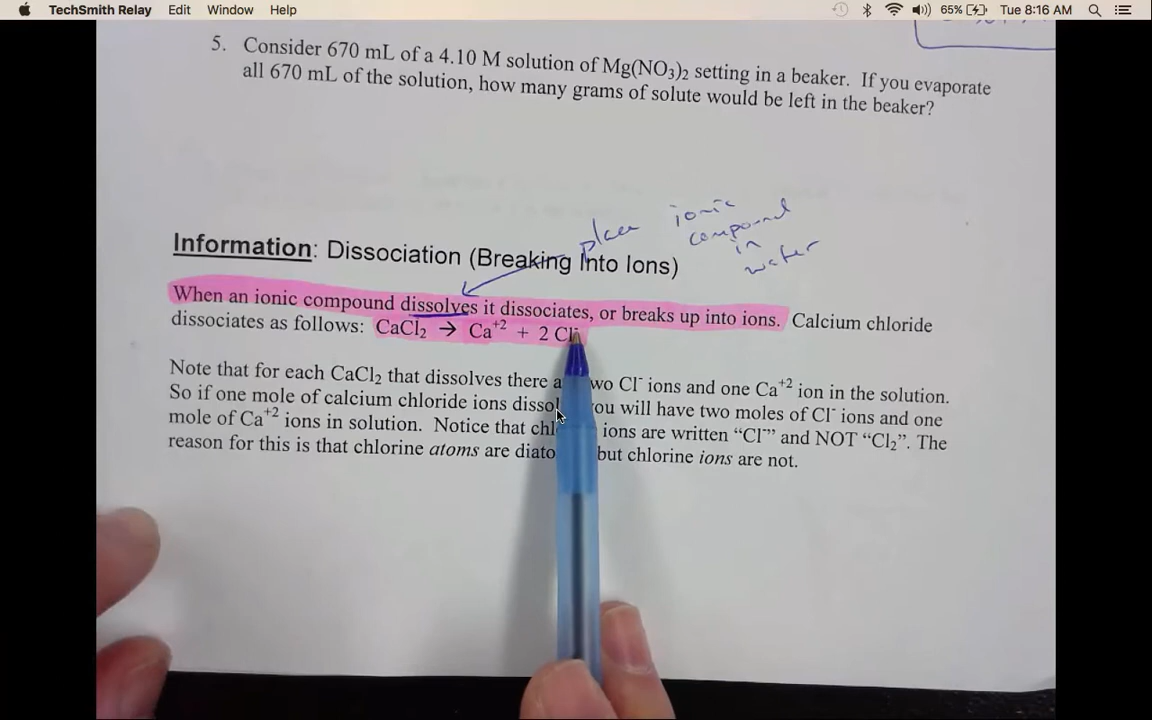 TechSmith Relay Edit Window Help 65% Tue 8:16 AM
5. Consider 670 mL of a 4.10 M solution of Mg(NO3)2 setting in a beaker. If you evaporate
all 670 mL of the solution, how many grams of solute would be left in the beaker?
place ionic
compound
in
water
Information: Dissociation (Breaking Into Ions)
When an ionic compound dissolves it dissociates, or breaks up into ions. Calcium chloride
dissociates as follows: CaCl2 → Ca+2 + 2 Cl-
Note that for each CaCl2 that dissolves there a wo Cl- ions and one Ca+2 ion in the solution.
So if one mole of calcium chloride ions dissol ou will have two moles of Cl- ions and one
mole of Ca+2 ions in solution. Notice that chl ions are written “Cl-” and NOT “Cl2”. The
reason for this is that chlorine atoms are diato but chlorine ions are not.